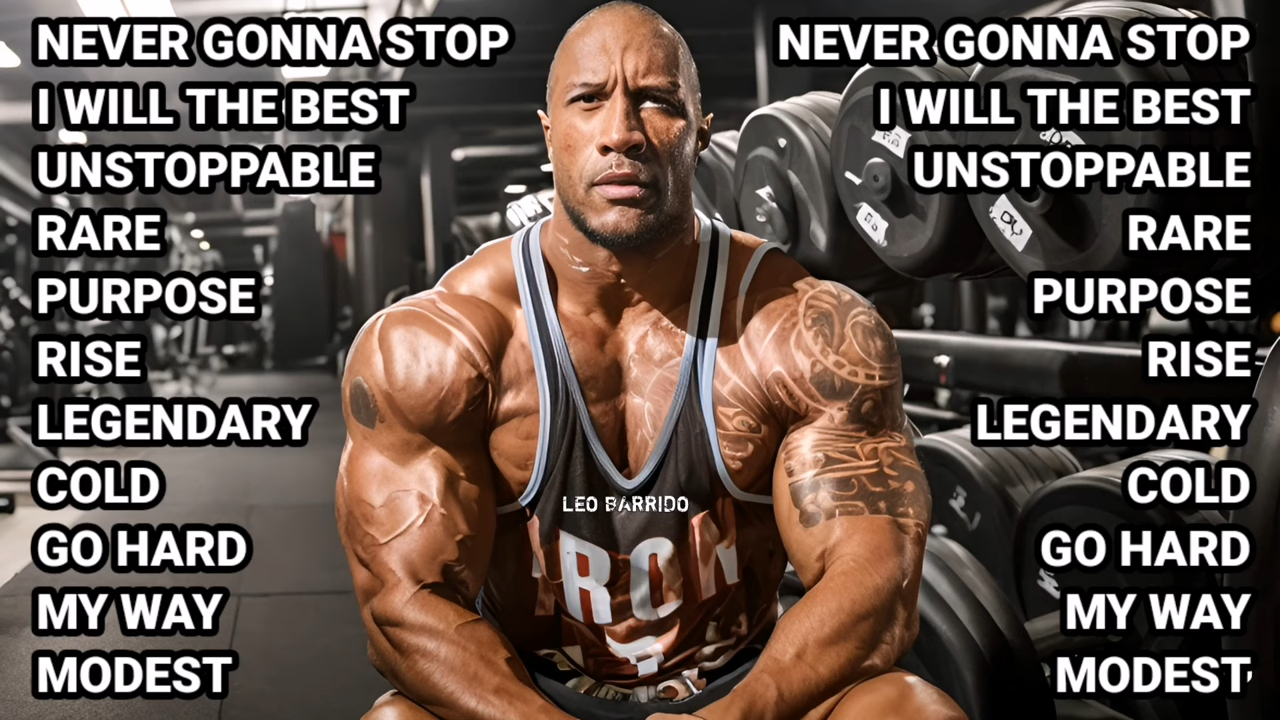 NEVER GONNA STOP
I WILL THE BEST
UNSTOPPABLE
RARE
PURPOSE
RISE
LEGENDARY
COLD
GO HARD
MY WAY
MODEST
NEVER GONNA STOP
I WILL THE BEST
UNSTOPPABLE
RARE
PURPOSE
RISE
LEGENDARY
COLD
GO HARD
MY WAY
MODEST
LEO BARRIDO
IRON